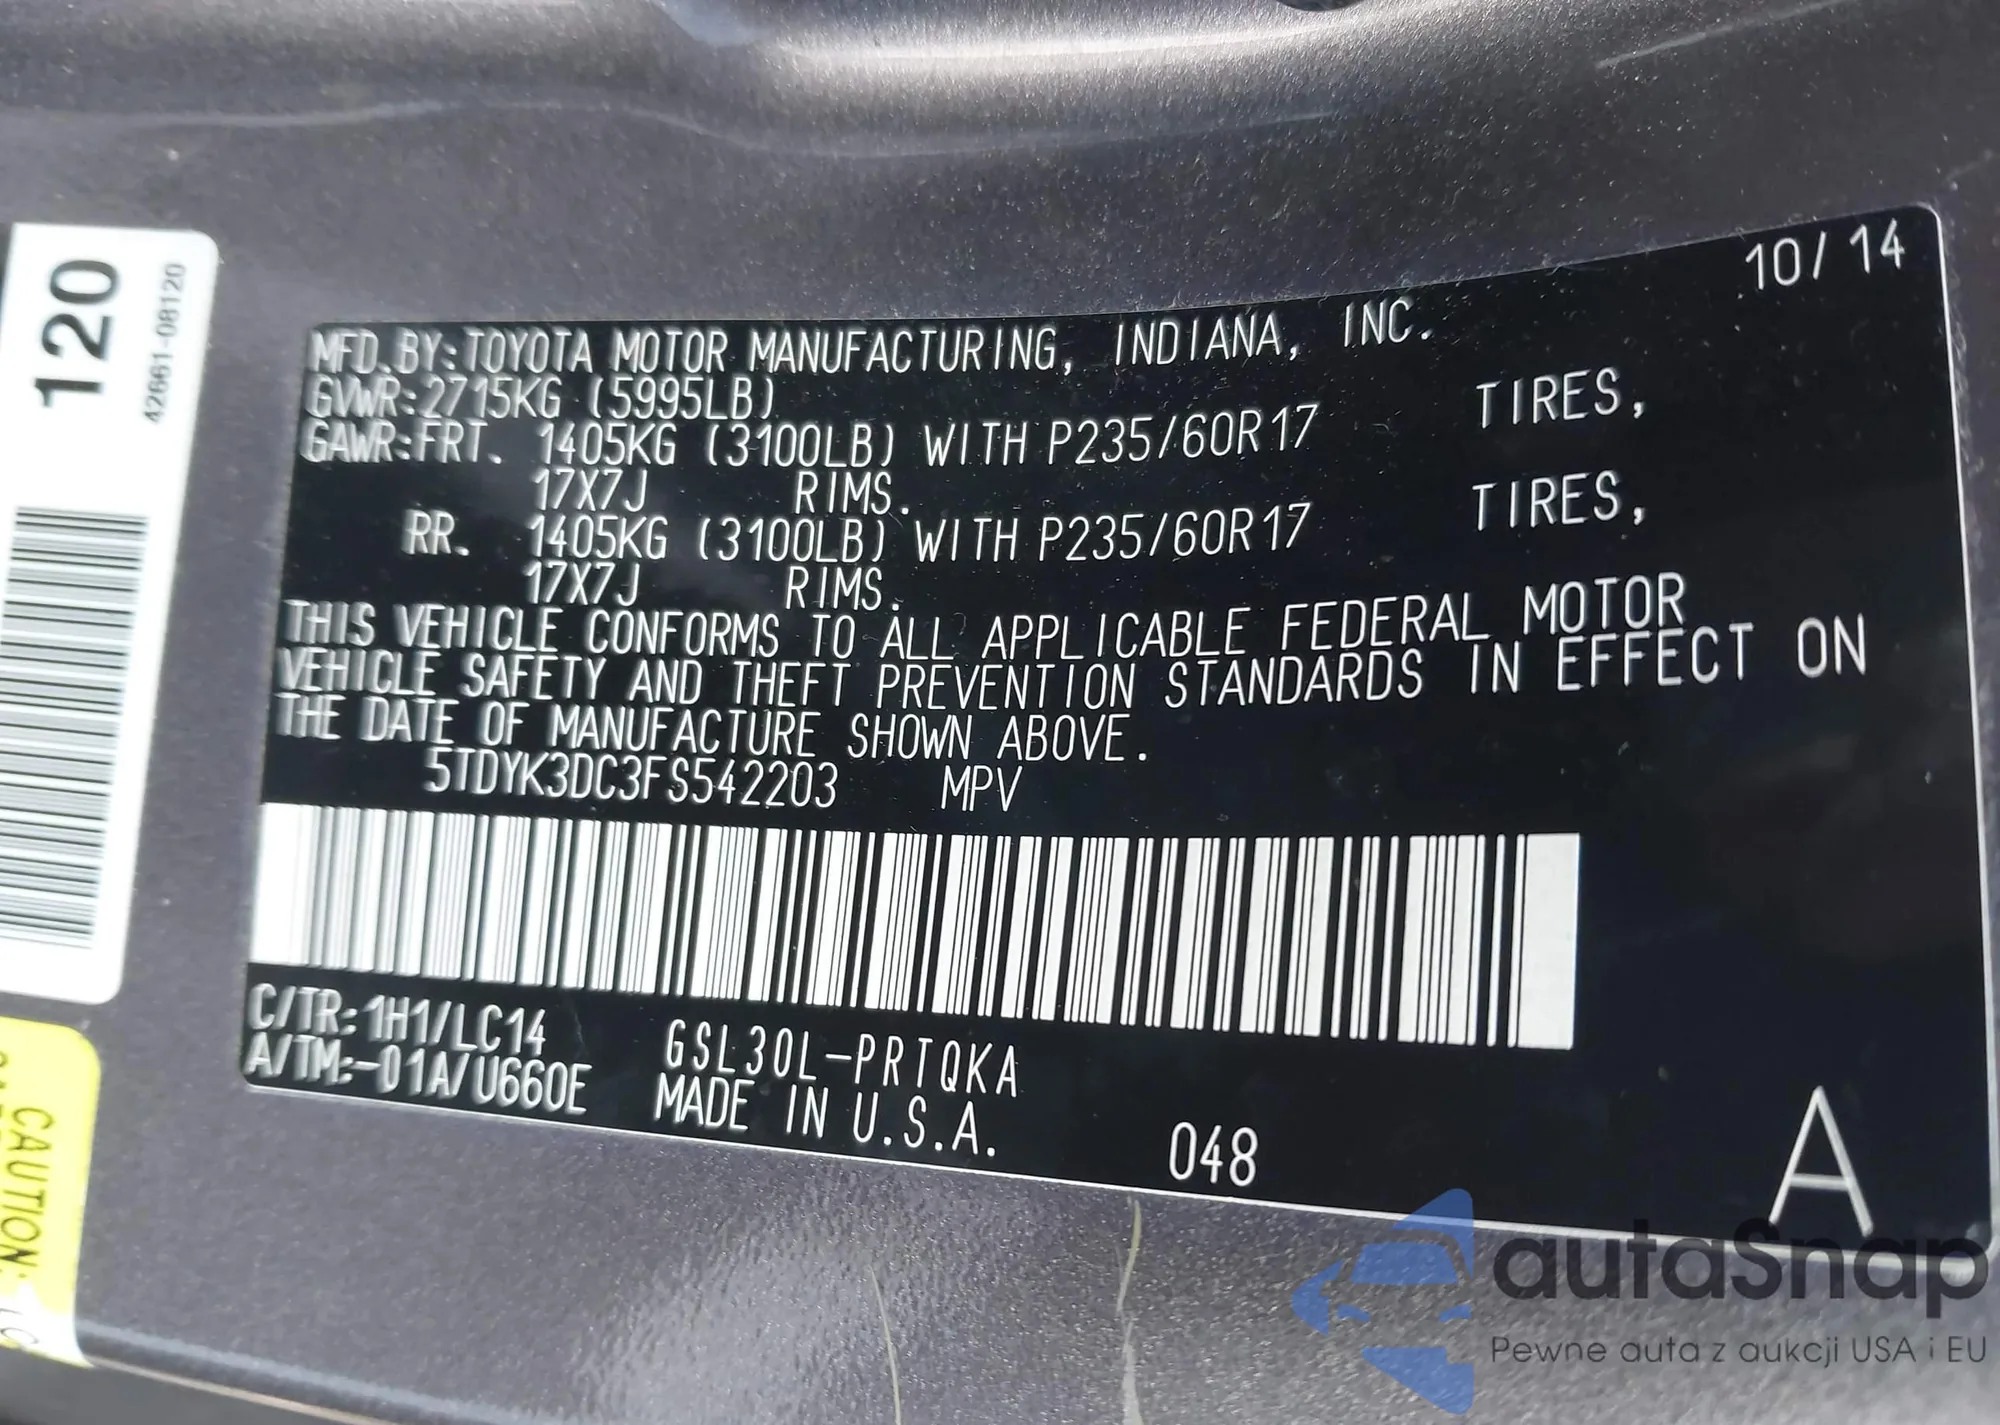 120
42661-08120
10/14
MFD.BY:TOYOTA MOTOR MANUFACTURING, INDIANA, INC.
GVWR:2715KG (5995LB)
GAWR:FRT. 1405KG (3100LB) WITH P235/60R17 TIRES,
17X7J RIMS.
RR. 1405KG (3100LB) WITH P235/60R17 TIRES,
17X7J RIMS.
THIS VEHICLE CONFORMS TO ALL APPLICABLE FEDERAL MOTOR
VEHICLE SAFETY AND THEFT PREVENTION STANDARDS IN EFFECT ON
THE DATE OF MANUFACTURE SHOWN ABOVE.
5TDYK3DC3FS542203 MPV
C/TR:1H1/LC14 GSL30L-PRTQKA
A/TM:-01A/U660E MADE IN U.S.A.
048
A
CAUTION:
autaSnap
Pewne auta z aukcji USA i EU